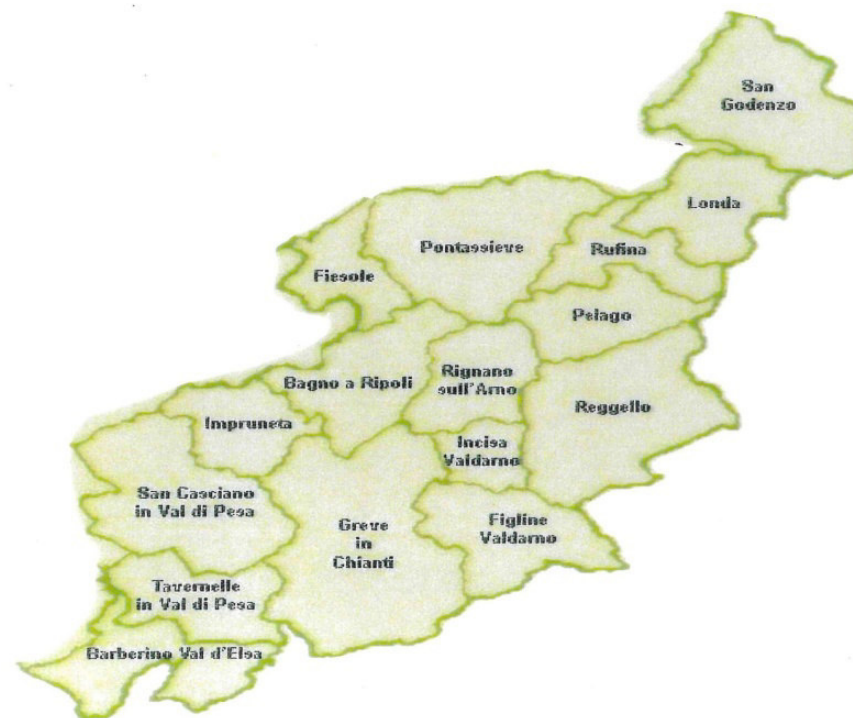 San
Godenzo
Londa
Pontassieve
Rufina
Fiesole
Pelago
Bagno a Ripoli
Rignano
sull'Arno
Reggello
Impruneta
Incisa
Valdarno
San Casciano
in Val di Pesa
Greve
in
Chianti
Figline
Valdarno
Tavernelle
in Val di Pesa
Barberino Val d'Elsa